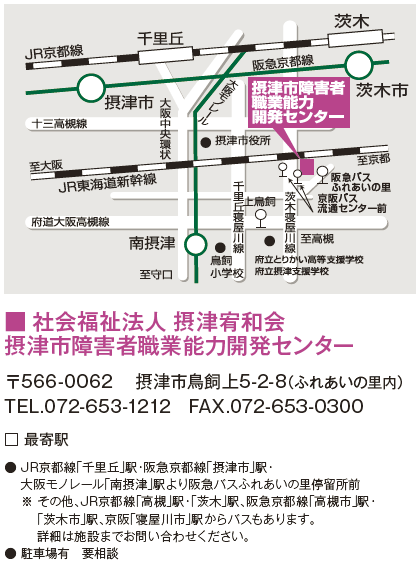 茨木
千里丘
JR京都線
阪急京都線
摂津市
茨木市
大阪モノレール
大阪中央環状
摂津市障害者
職業能力
開発センター
十三高槻線
摂津市役所
至大阪
至京都
JR東海道新幹線
阪急バス
ふれあいの里
京阪バス
流通センター前
千里丘寝屋川線
上鳥飼
茨木寝屋川線
府道大阪高槻線
南摂津
鳥飼
小学校
至高槻
至守口
府立とりかい高等支援学校
府立摂津支援学校
■ 社会福祉法人 摂津宥和会
摂津市障害者職業能力開発センター
〒566-0062 摂津市鳥飼上5-2-8(ふれあいの里内)
TEL.072-653-1212 FAX.072-653-0300
□ 最寄駅
● JR京都線「千里丘」駅・阪急京都線「摂津市」駅・
大阪モノレール「南摂津」駅より阪急バスふれあいの里停留所前
※ その他、JR京都線「高槻」駅・「茨木」駅、阪急京都線「高槻市」駅・
「茨木市」駅、京阪「寝屋川市」駅からバスもあります。
詳細は施設までお問い合わせください。
● 駐車場有 要相談